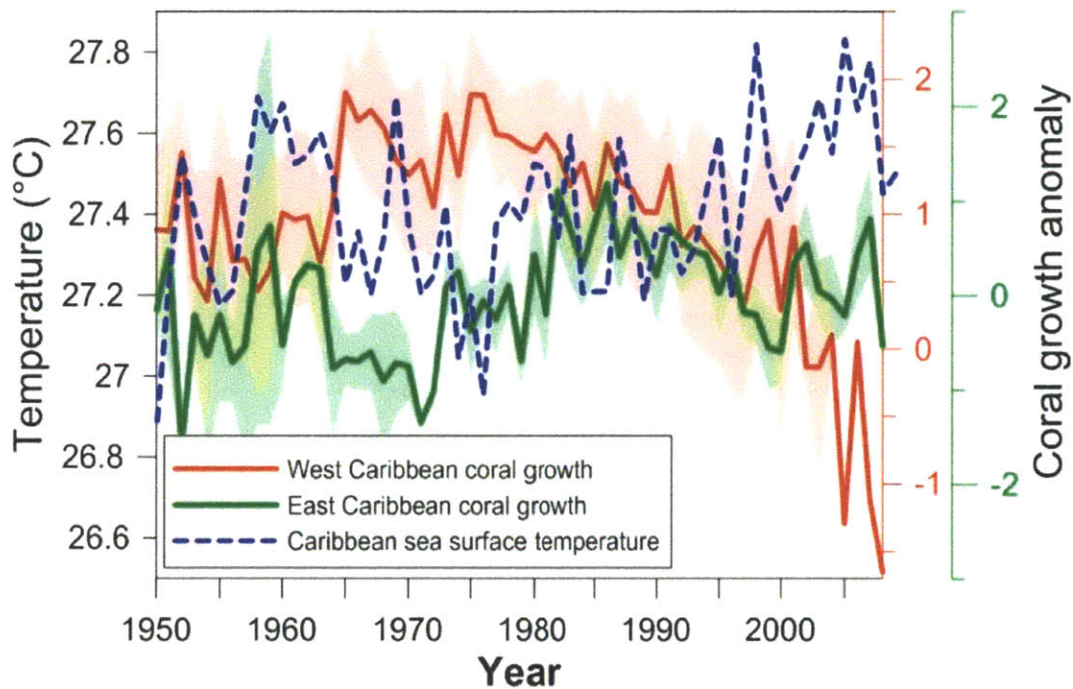 Temperature (°C)
27.8
27.6
27.4
27.2
27
26.8
26.6
2
1
0
-1
2
0
-2
Coral growth anomaly
West Caribbean coral growth
East Caribbean coral growth
Caribbean sea surface temperature
1950 1960 1970 1980 1990 2000
Year